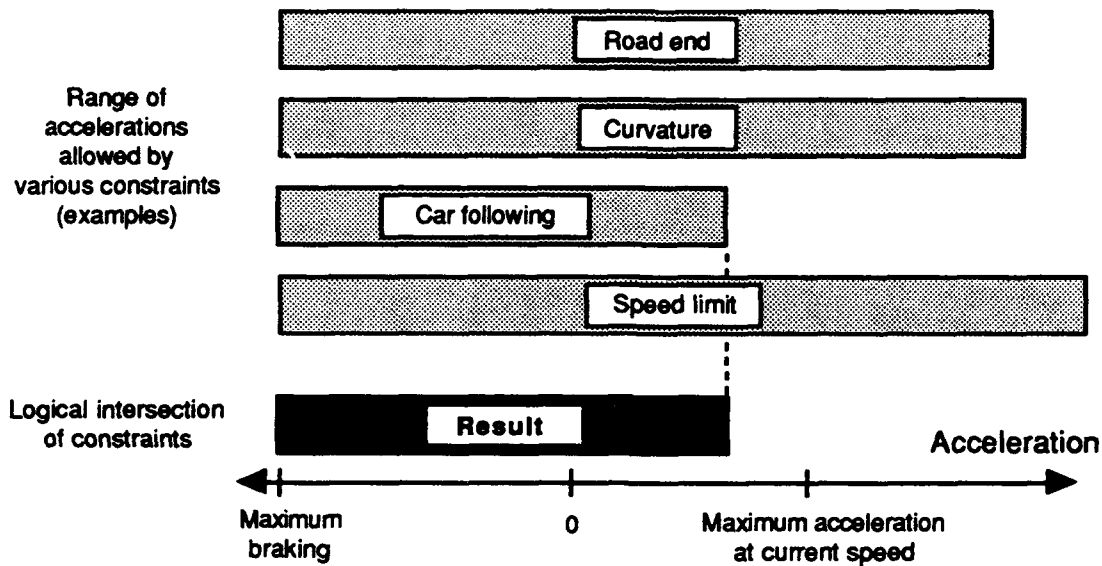 Road end
Range of
accelerations
allowed by
various constraints
(examples)
Curvature
Car following
Speed limit
Logical intersection
of constraints
Result
Acceleration
Maximum
braking
0
Maximum acceleration
at current speed